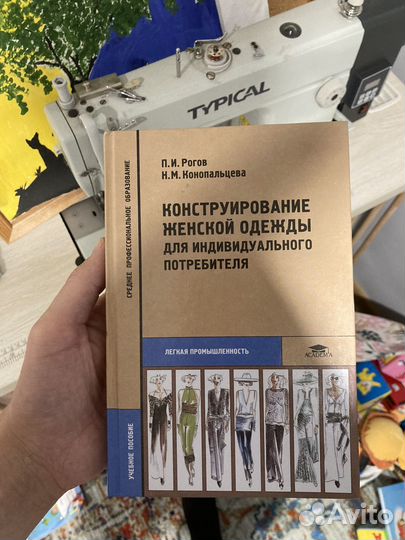 TYPICAL
П.И. Рогов
Н.М. Конопальцева
КОНСТРУИРОВАНИЕ
ЖЕНСКОЙ ОДЕЖДЫ
ДЛЯ ИНДИВИДУАЛЬНОГО
ПОТРЕБИТЕЛЯ
СРЕДНЕЕ ПРОФЕССИОНАЛЬНОЕ ОБРАЗОВАНИЕ
ЛЕГКАЯ ПРОМЫШЛЕННОСТЬ
ACADEMA
УЧЕБНОЕ ПОСОБИЕ
Avito